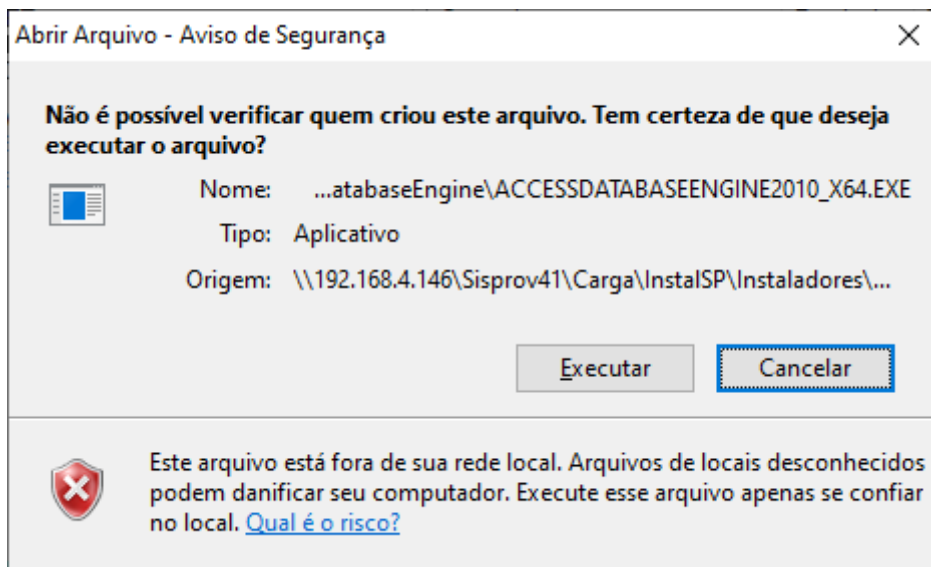 Abrir Arquivo - Aviso de Segurança
Não é possível verificar quem criou este arquivo. Tem certeza de que deseja
executar o arquivo?
Nome: ...atabaseEngine\ACCESSDATABASEENGINE2010_X64.EXE
Tipo: Aplicativo
Origem: \\192.168.4.146\Sisprov41\Carga\InstalSP\Instaladores\...
Executar Cancelar
Este arquivo está fora de sua rede local. Arquivos de locais desconhecidos
podem danificar seu computador. Execute esse arquivo apenas se confiar
no local. Qual é o risco?